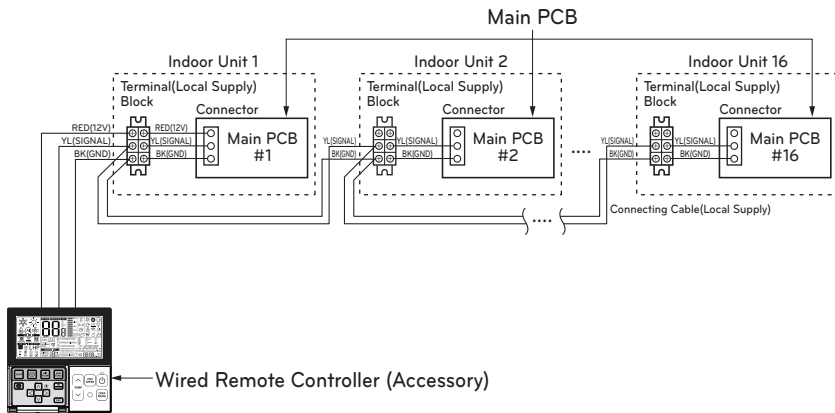 Main PCB
Indoor Unit 1
Indoor Unit 2
Indoor Unit 16
Terminal(Local Supply)
Block
Connector
RED(12V)
RED(12V)
YL(SIGNAL)
YL(SIGNAL)
BK(GND)
BK(GND)
Main PCB
#1
Terminal(Local Supply)
Block
Connector
YL(SIGNAL)
YL(SIGNAL)
BK(GND)
BK(GND)
Main PCB
#2
Terminal(Local Supply)
Block
Connector
YL(SIGNAL)
YL(SIGNAL)
BK(GND)
BK(GND)
Main PCB
#16
Connecting Cable(Local Supply)
Wired Remote Controller (Accessory)
TEMP